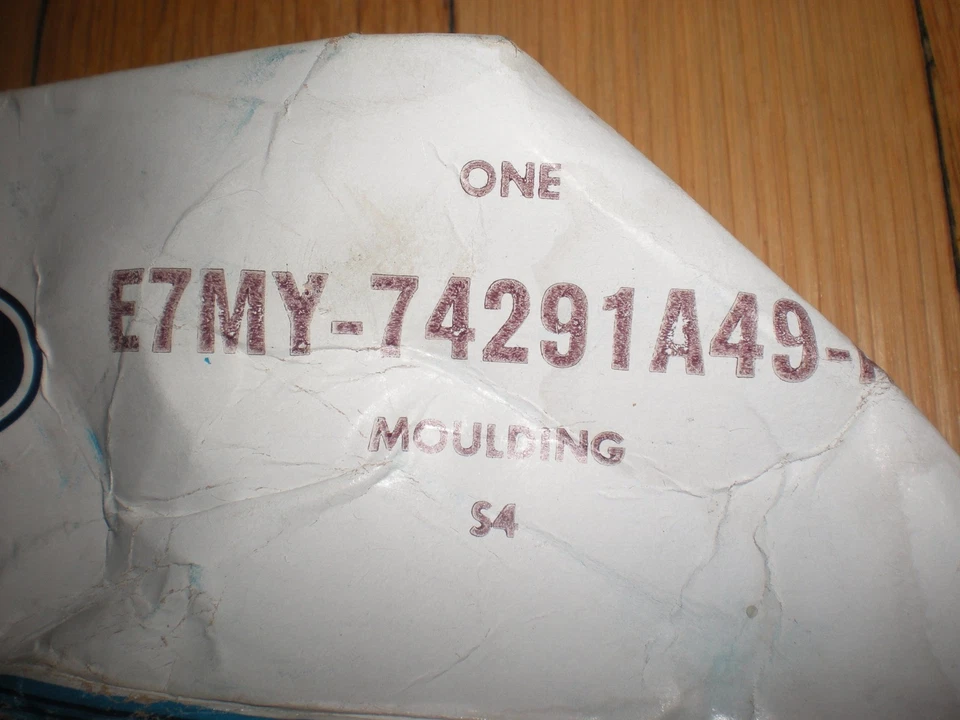 ONE
E7MY-74291A49-
MOULDING
S4